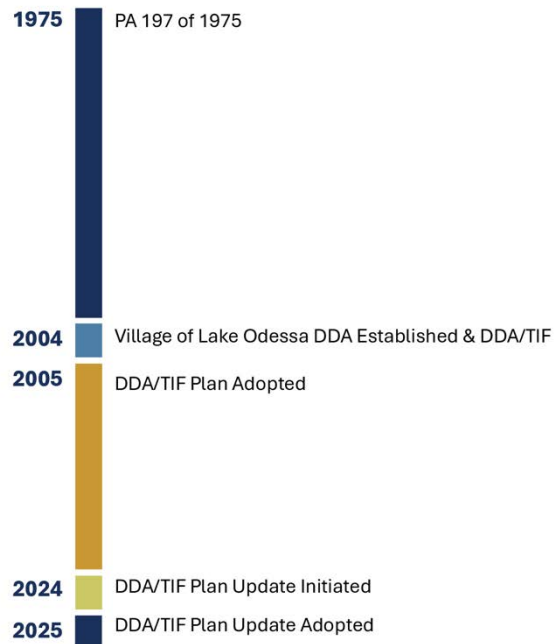 1975 PA 197 of 1975
2004 Village of Lake Odessa DDA Established & DDA/TIF
2005 DDA/TIF Plan Adopted
2024 DDA/TIF Plan Update Initiated
2025 DDA/TIF Plan Update Adopted